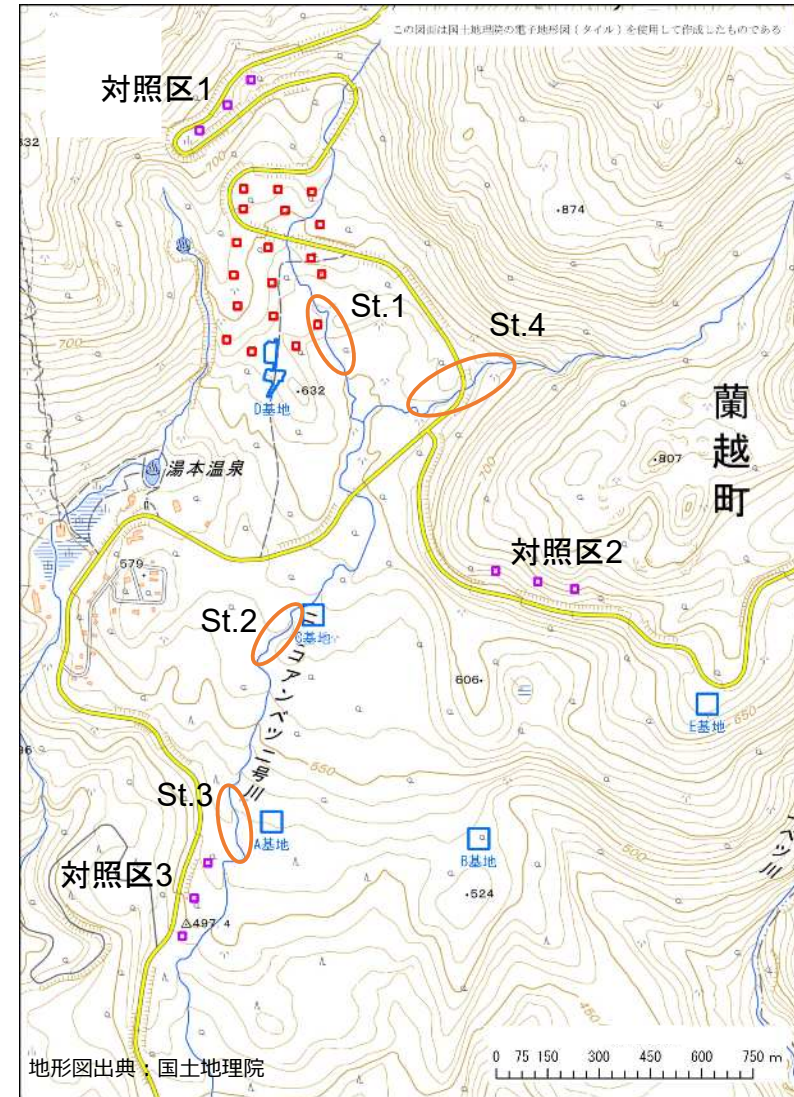 この図面は国土地理院の電子地形図(タイル)を使用して作成したものである
対照区1
700
874
St.1
St.4
700
632
D基地
湯本温泉
蘭越町
807
700
対照区2
579
St.2
C基地
ニコアンベツ二号川
606
E基地
650
550
St.3
A基地
B基地
500
対照区3
524
497.4
450
地形図出典;国土地理院
0 75 150 300 450 600 750 m